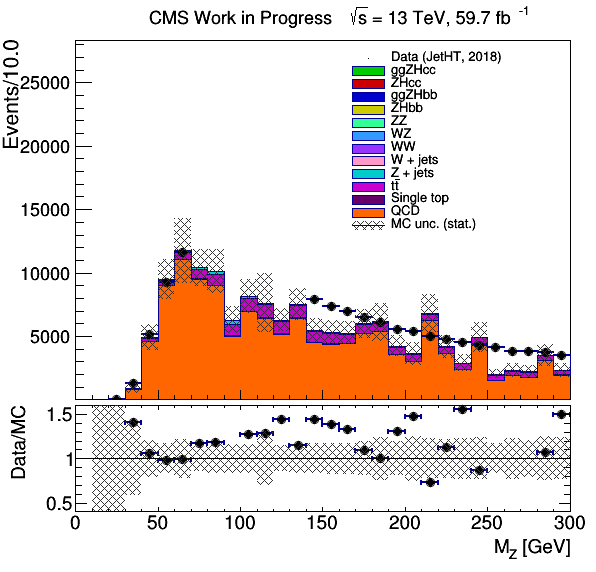 CMS Work in Progress √s = 13 TeV, 59.7 fb⁻¹
Events/10.0
Data (JetHT, 2018)
ggZHcc
ZHcc
ggZHbb
ZHbb
ZZ
WZ
WW
W + jets
Z + jets
tt̄
Single top
QCD
MC unc. (stat.)
25000
20000
15000
10000
5000
Data/MC
1.5
1
0.5
0 50 100 150 200 250 300
M_Z [GeV]